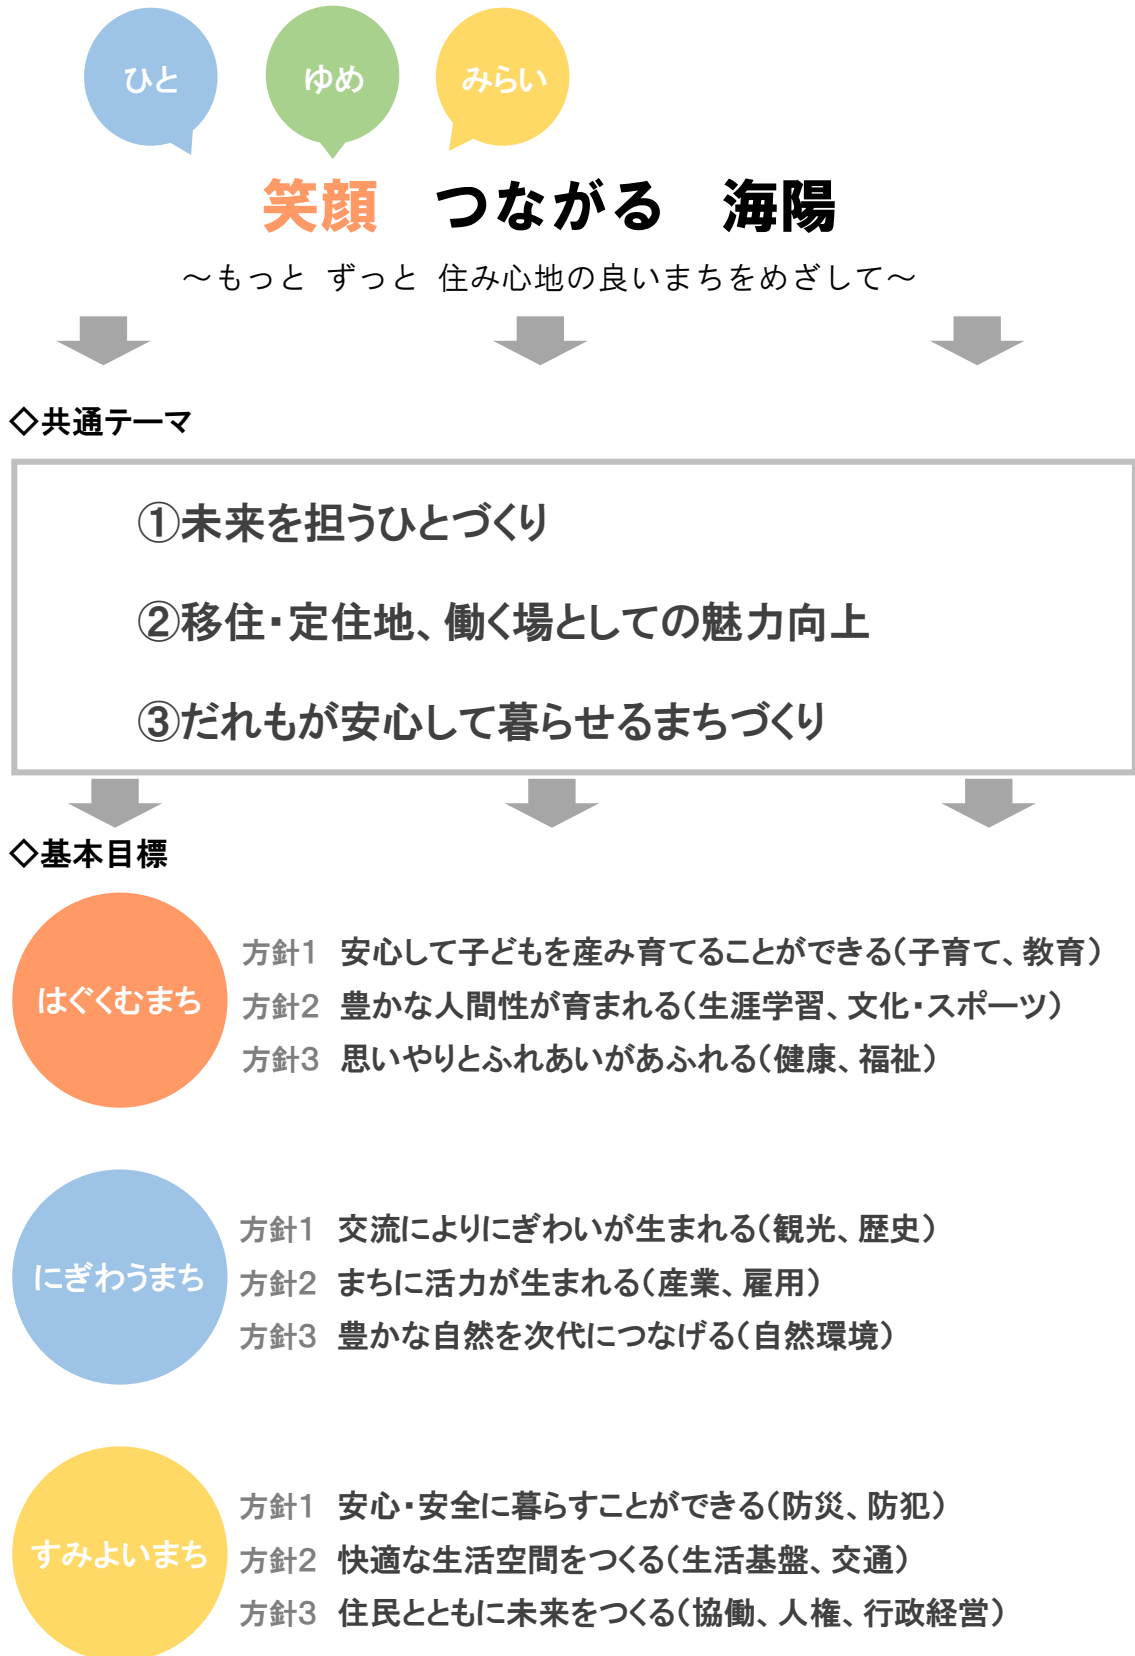 ひと ゆめ みらい
笑顔　つながる　海陽
～もっと ずっと 住み心地の良いまちをめざして～
◇共通テーマ
①未来を担うひとづくり
②移住・定住地、働く場としての魅力向上
③だれもが安心して暮らせるまちづくり
◇基本目標
はぐくむまち
方針1 安心して子どもを産み育てることができる（子育て、教育）
方針2 豊かな人間性が育まれる（生涯学習、文化・スポーツ）
方針3 思いやりとふれあいがあふれる（健康、福祉）
にぎわうまち
方針1 交流によりにぎわいが生まれる（観光、歴史）
方針2 まちに活力が生まれる（産業、雇用）
方針3 豊かな自然を次代につなげる（自然環境）
すみよいまち
方針1 安心・安全に暮らすことができる（防災、防犯）
方針2 快適な生活空間をつくる（生活基盤、交通）
方針3 住民とともに未来をつくる（協働、人権、行政経営）